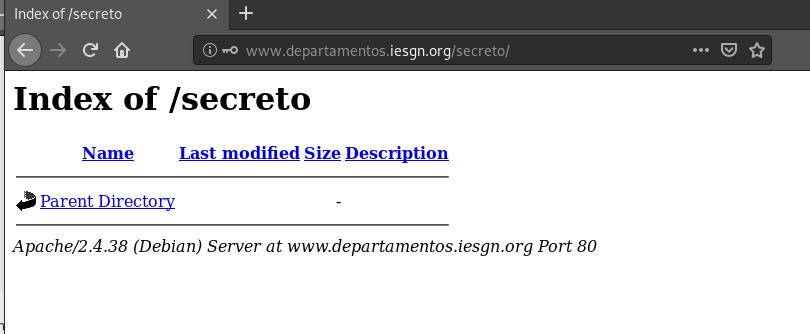 Index of /secreto
www.departamentos.iesgn.org/secreto/
Index of /secreto
Name Last modified Size Description
Parent Directory -
Apache/2.4.38 (Debian) Server at www.departamentos.iesgn.org Port 80